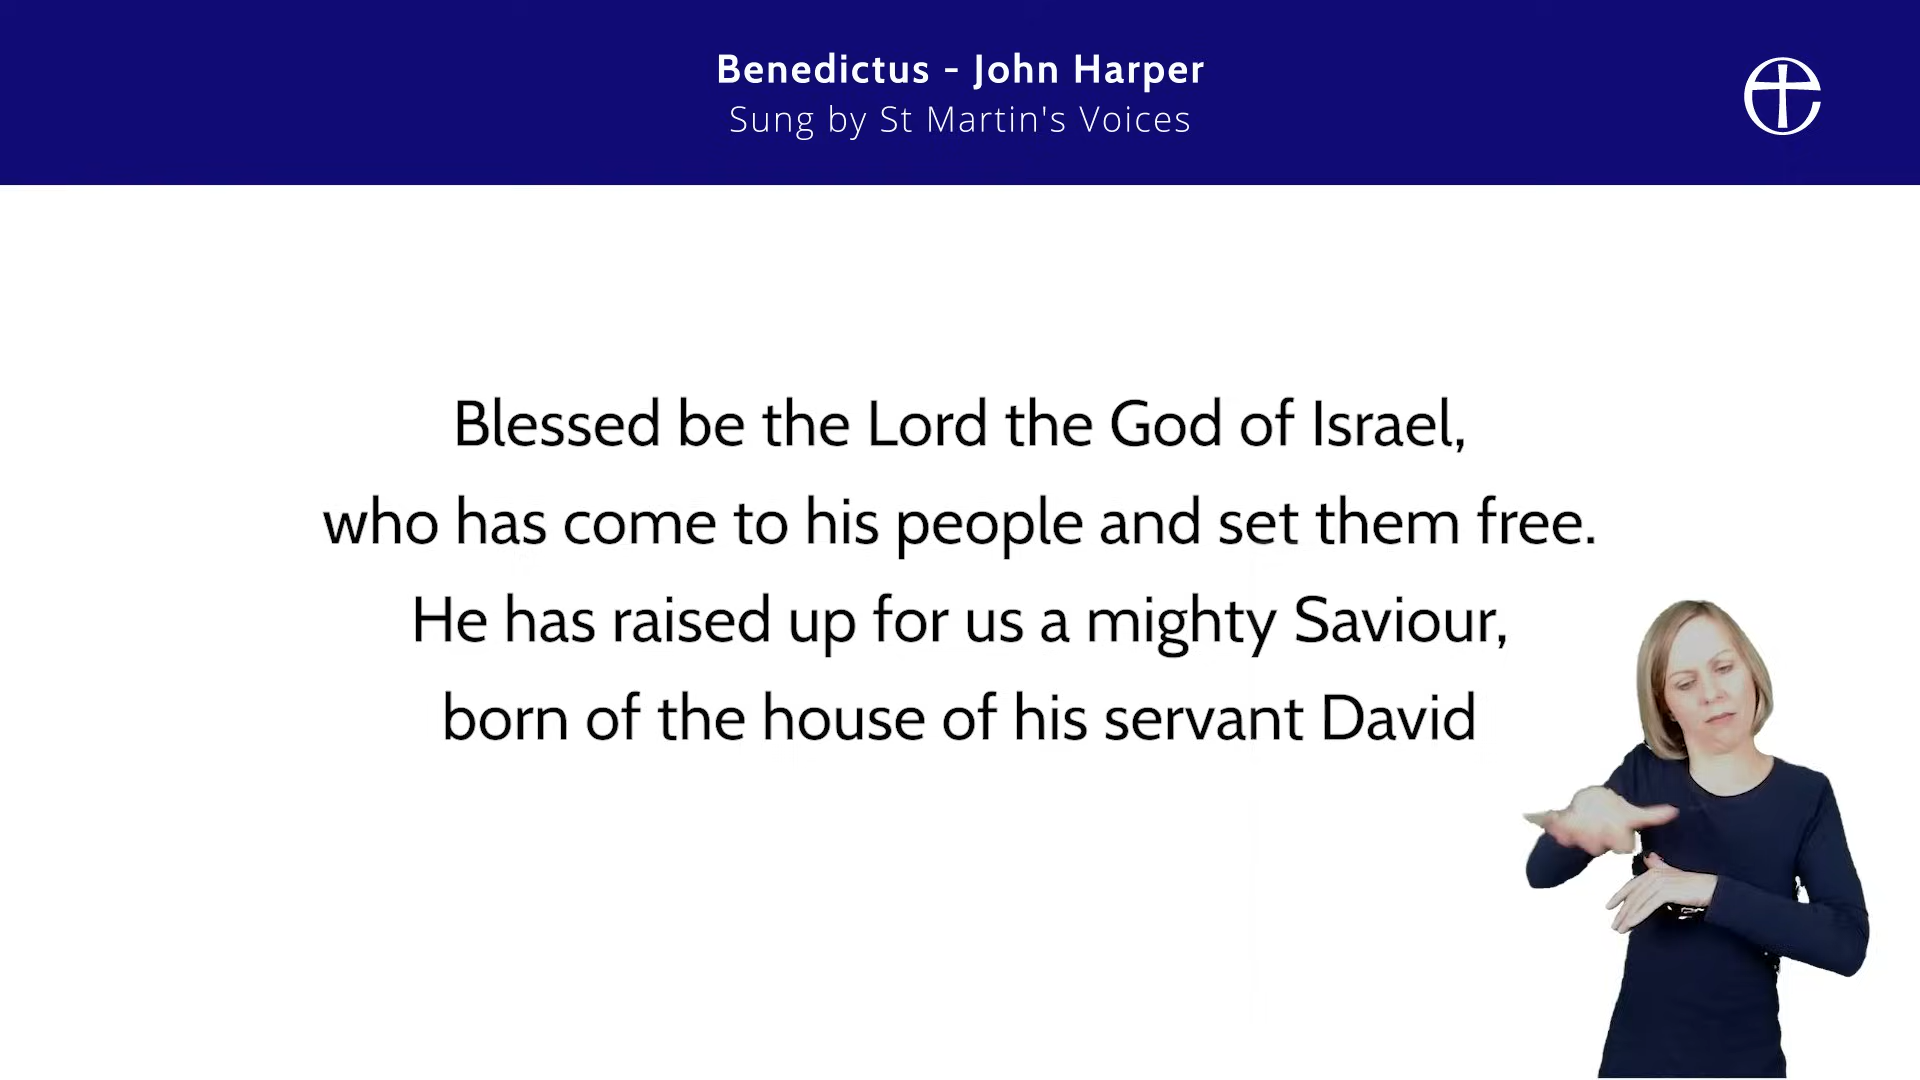 Benedictus - John Harper
Sung by St Martin's Voices
Blessed be the Lord the God of Israel,
who has come to his people and set them free.
He has raised up for us a mighty Saviour,
born of the house of his servant David